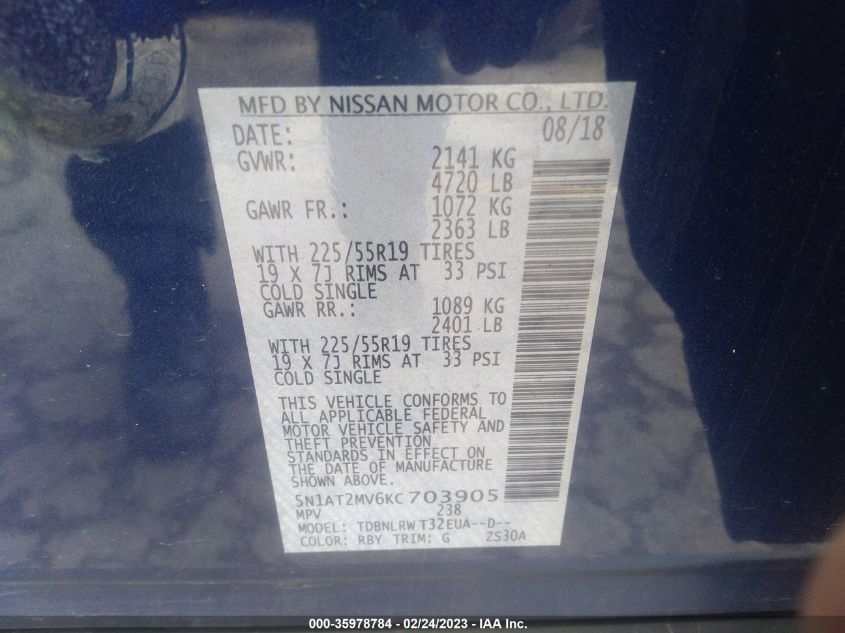 MFD BY NISSAN MOTOR CO., LTD.
DATE: 08/18
GVWR: 2141 KG
4720 LB
GAWR FR.: 1072 KG
2363 LB
WITH 225/55R19 TIRES
19 X 7J RIMS AT 33 PSI
COLD SINGLE
GAWR RR.: 1089 KG
2401 LB
WITH 225/55R19 TIRES
19 X 7J RIMS AT 33 PSI
COLD SINGLE
THIS VEHICLE CONFORMS TO
ALL APPLICABLE FEDERAL
MOTOR VEHICLE SAFETY AND
THEFT PREVENTION
STANDARDS IN EFFECT ON
THE DATE OF MANUFACTURE
SHOWN ABOVE.
5N1AT2MV6KC703905
MPV 238
MODEL: TDBNLRW T32EUA--D--
COLOR: RBY TRIM: G ZS30A
000-35978784 - 02/24/2023 - IAA Inc.